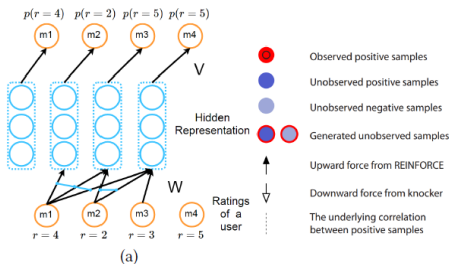 p(r = 4) p(r = 2) p(r = 5) p(r = 5)
m1 m2 m3 m4
V
Hidden
Representation
W
Ratings
of a
user
m1 m2 m3 m4
r = 4 r = 2 r = 3 r = 5
(a)
Observed positive samples
Unobserved positive samples
Unobserved negative samples
Generated unobserved samples
Upward force from REINFORCE
Downward force from knocker
The underlying correlation
between positive samples